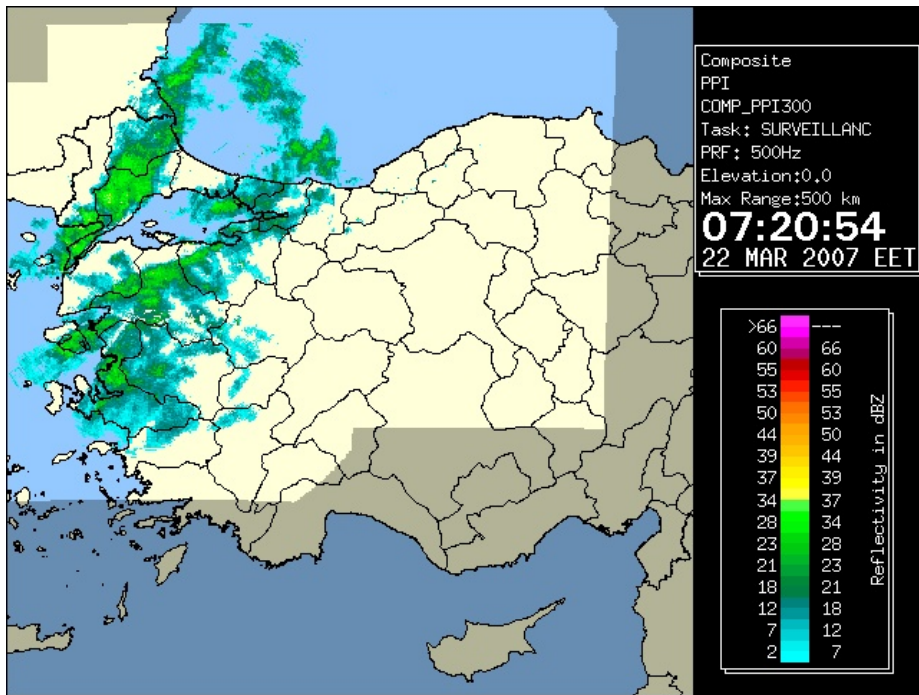 Composite
PPI
COMP_PPI300
Task: SURVEILLANC
PRF: 500Hz
Elevation:0.0
Max Range:500 km
07:20:54
22 MAR 2007 EET
>66 ---
60 66
55 60
53 55
50 53
44 50
39 44
37 39
34 37
28 34
23 28
21 23
18 21
12 18
7 12
2 7
Reflectivity in dBZ